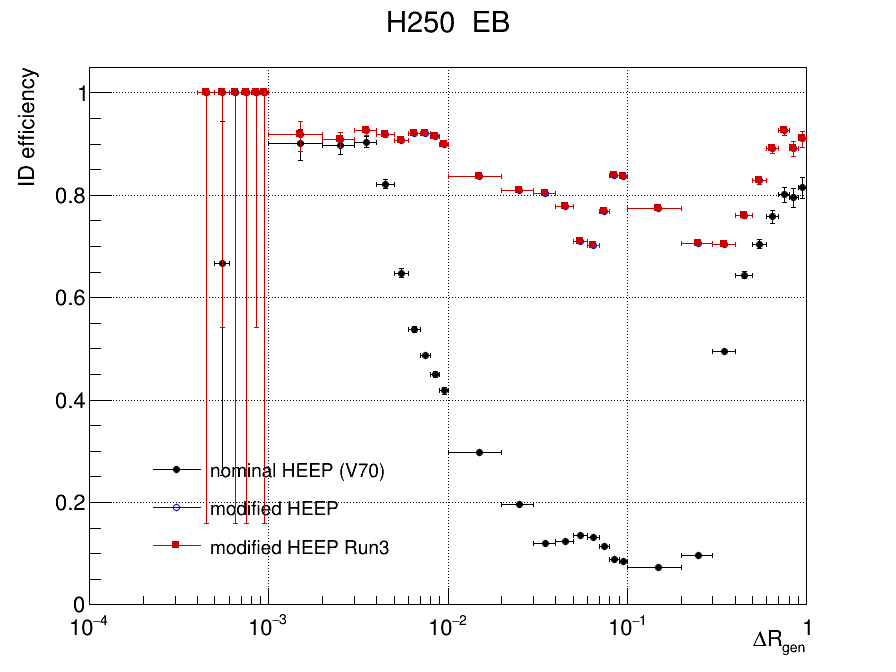 H250 EB
ID efficiency
1
0.8
0.6
0.4
0.2
0
nominal HEEP (V70)
modified HEEP
modified HEEP Run3
10⁻⁴
10⁻³
10⁻²
10⁻¹
1
ΔR_gen